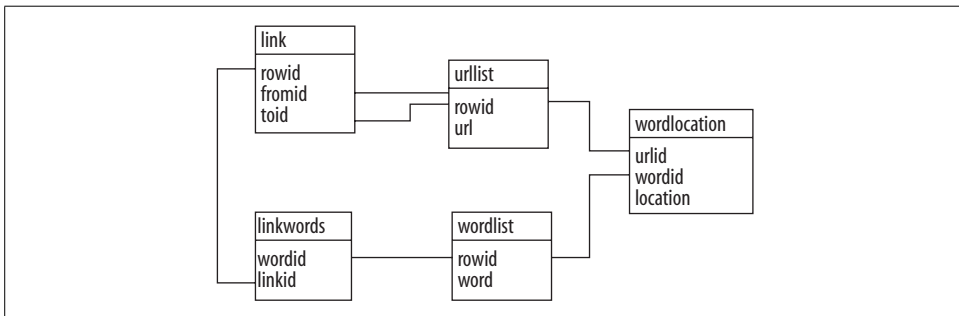 link
rowid
fromid
toid
urllist
rowid
url
wordlocation
urlid
wordid
location
linkwords
wordid
linkid
wordlist
rowid
word